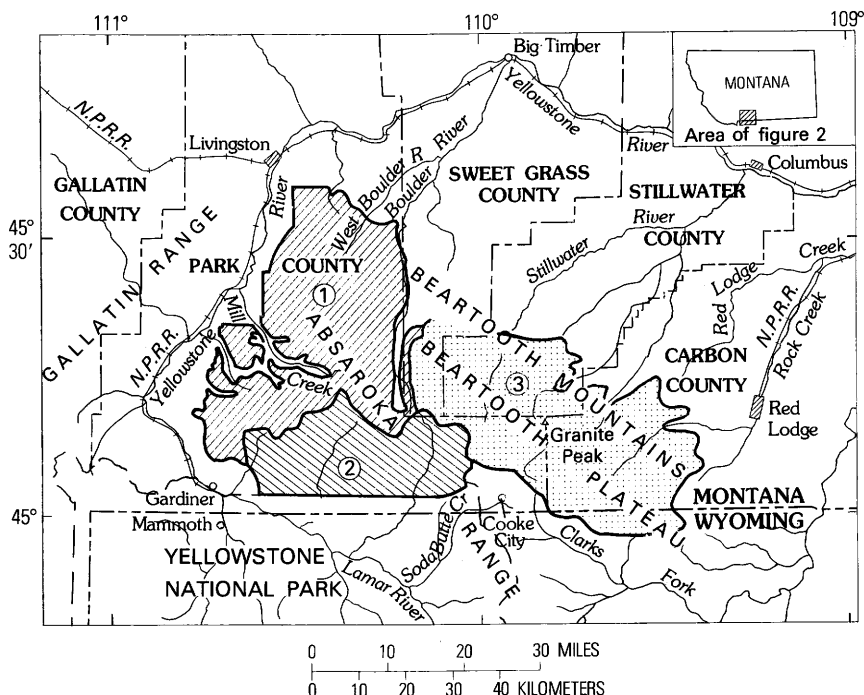 111°
110°
109°
Big Timber
MONTANA
Area of figure 2
N.P.R.R.
Livingston
Yellowstone
River
Columbus
GALLATIN
COUNTY
River
West Boulder R
Boulder River
SWEET GRASS
COUNTY
STILLWATER
COUNTY
45°
30'
GALLATIN RANGE
PARK COUNTY
Stillwater River
Red Lodge Creek
Mill Creek
1
ABSAROKA RANGE
BEARTOOTH MOUNTAINS
BEARTOOTH PLATEAU
3
N.P.R.R.
Rock Creek
CARBON
COUNTY
N.P.R.R.
Yellowstone
Granite
Peak
Red
Lodge
2
Gardiner
45°
Mammoth
Soda Butte Cr
Cooke
City
MONTANA
WYOMING
YELLOWSTONE
NATIONAL PARK
Lamar River
Clarks Fork
0 10 20 30 MILES
0 10 20 30 40 KILOMETERS